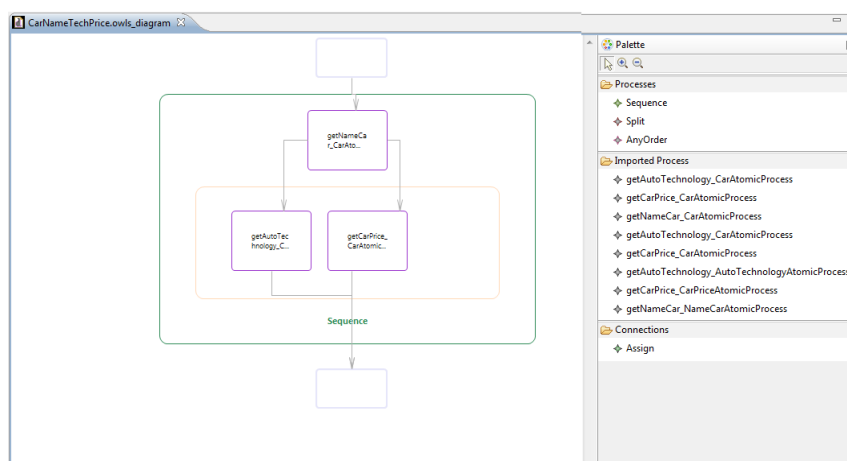 CarNameTechPrice.owls_diagram
Palette
Processes
Sequence
Split
AnyOrder
Imported Process
getAutoTechnology_CarAtomicProcess
getCarPrice_CarAtomicProcess
getNameCar_CarAtomicProcess
getAutoTechnology_CarAtomicProcess
getCarPrice_CarAtomicProcess
getAutoTechnology_AutoTechnologyAtomicProcess
getCarPrice_CarPriceAtomicProcess
getNameCar_NameCarAtomicProcess
Connections
Assign
getNameCa
r_CarAto...
getAutoTec
hnology_C...
getCarPrice_
CarAtomic...
Sequence